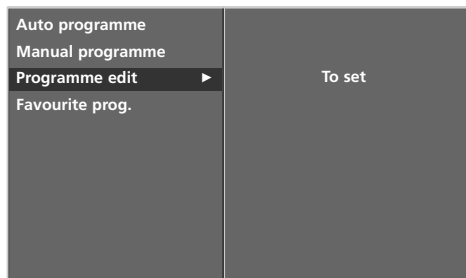 Auto programme
Manual programme
Programme edit ►
To set
Favourite prog.